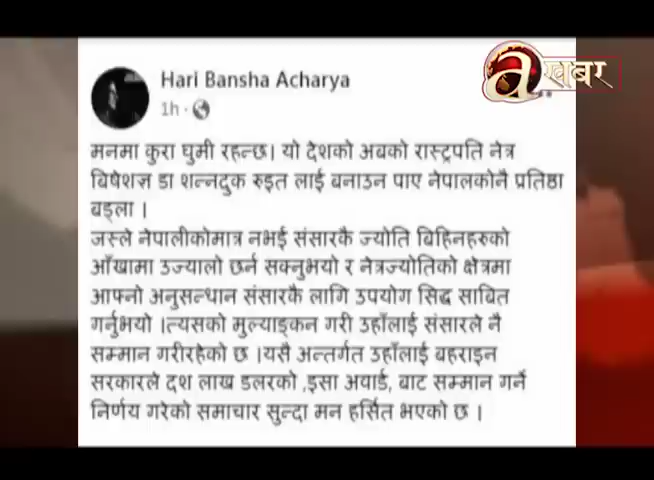 Hari Bansha Acharya
1h ·
a खबर
मनमा कुरा घुमी रहन्छ। यो देशको अबको रास्ट्रपति नेत्र
बिषेशज्ञ डा शन्नदुक रुइत लाई बनाउन पाए नेपालकोनै प्रतिष्ठा
बड्ला ।
जस्ले नेपालीकोमात्र नभई संसारकै ज्योति बिहिनहरुको
आँखामा उज्यालो छर्न सक्नुभयो र नेत्रज्योतिको क्षेत्रमा
आफ्नो अनुसन्धान संसारकै लागि उपयोग सिद्ध साबित
गर्नुभयो ।त्यसको मुल्याङ्कन गरी उहाँलाई संसारले नै
सम्मान गरीरहेको छ ।यसै अन्तर्गत उहाँलाई बहराइन
सरकारले दश लाख डलरको ,इसा अवार्ड, बाट सम्मान गर्ने
निर्णय गरेको समाचार सुन्दा मन हर्सित भएको छ ।